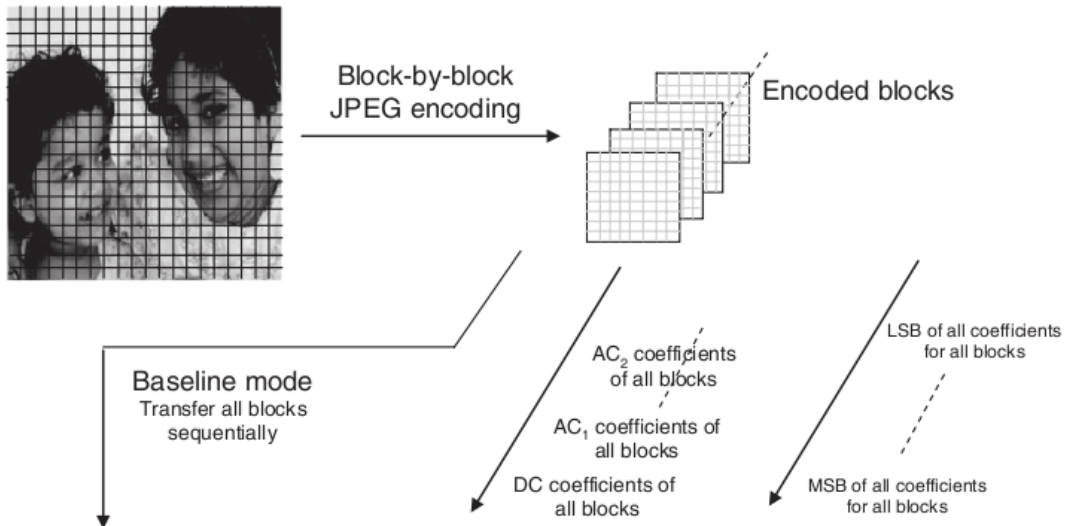 Block-by-block
JPEG encoding
Encoded blocks
Baseline mode
Transfer all blocks
sequentially
AC₂ coefficients
of all blocks
AC₁ coefficients of
all blocks
DC coefficients of
all blocks
LSB of all coefficients
for all blocks
MSB of all coefficients
for all blocks